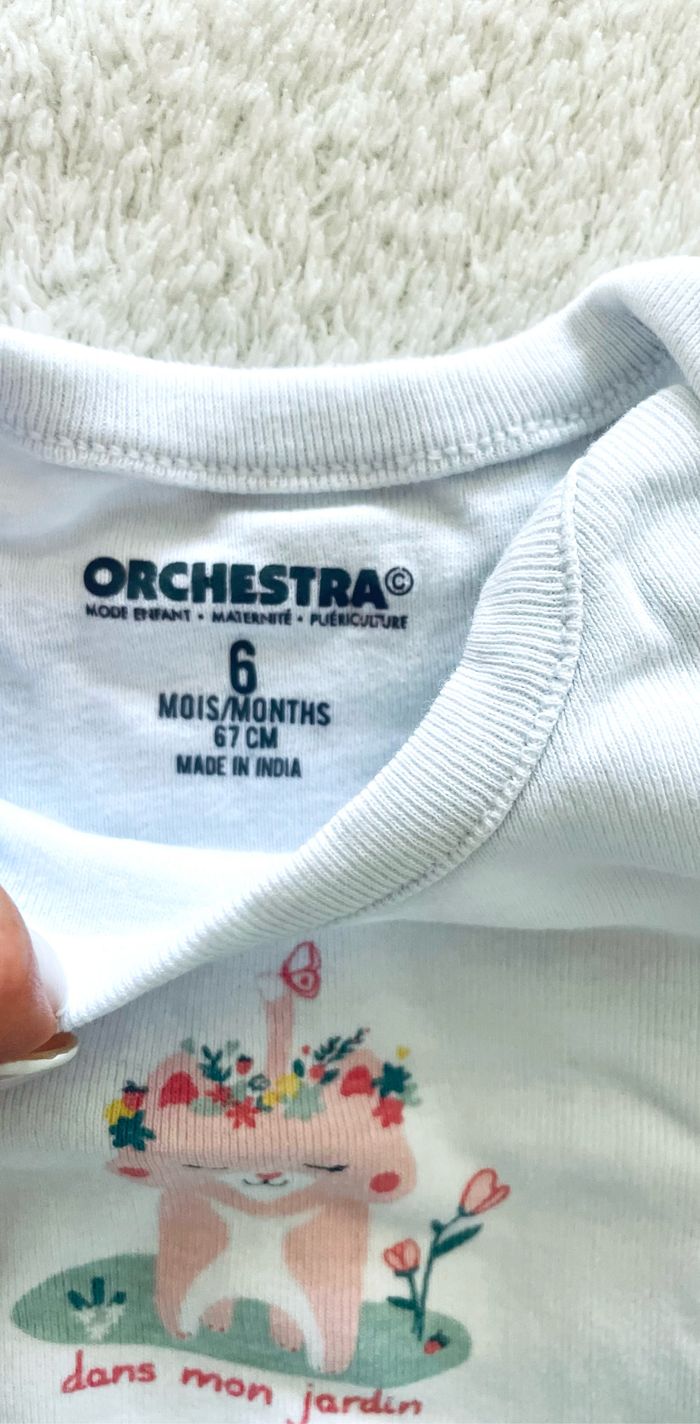 ORCHESTRA©
MODE ENFANT • MATERNITÉ • PUÉRICULTURE
6
MOIS/MONTHS
67 CM
MADE IN INDIA
dans mon jardin